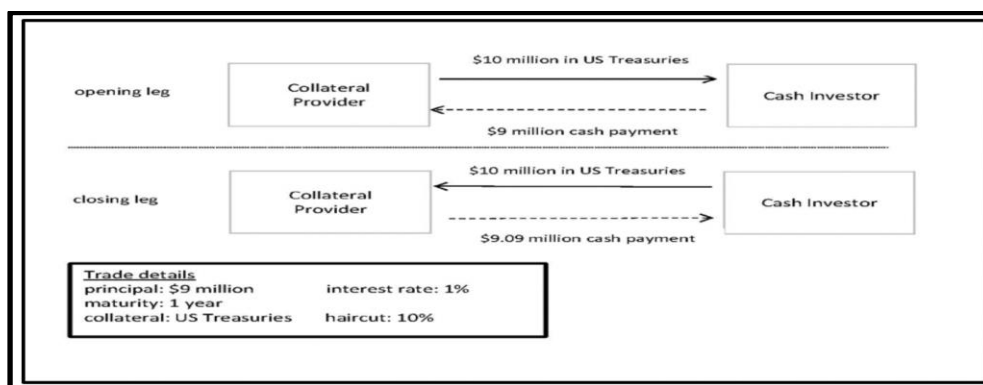 $10 million in US Treasuries
opening leg
Collateral
Provider
Cash Investor
$9 million cash payment
$10 million in US Treasuries
closing leg
Collateral
Provider
Cash Investor
$9.09 million cash payment
Trade details
principal: $9 million interest rate: 1%
maturity: 1 year
collateral: US Treasuries haircut: 10%